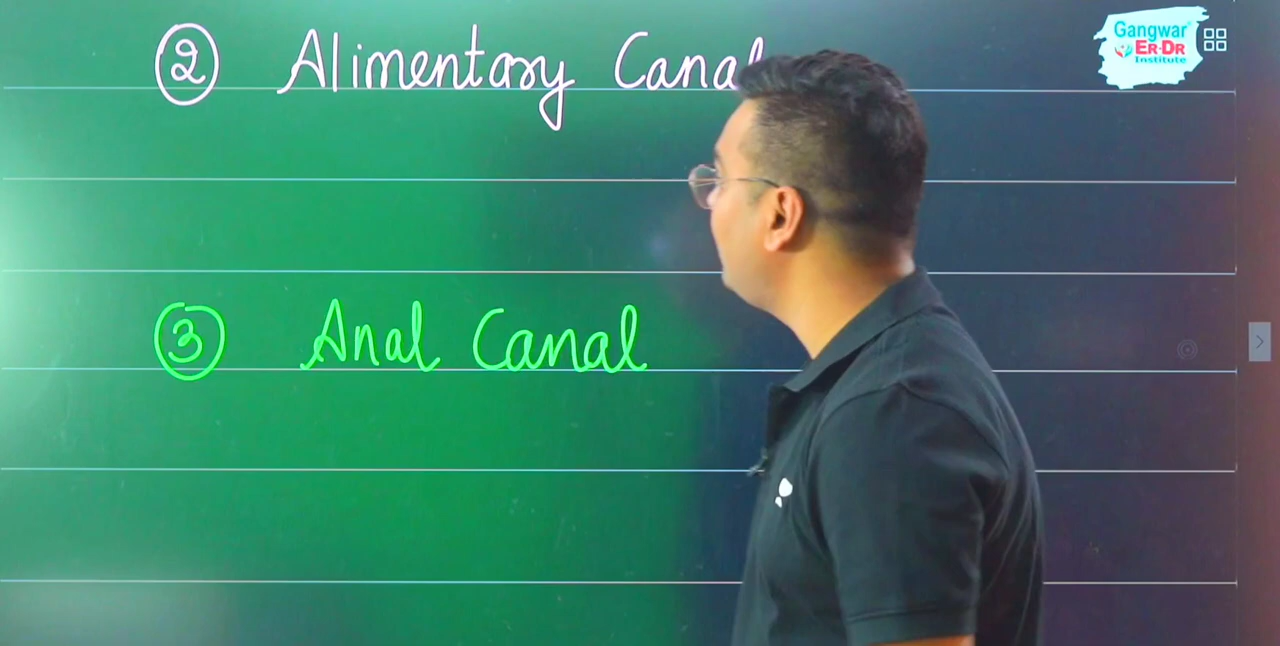 ② Alimentary Canal
Gangwar
ER-DR
Institute
③ Anal Canal